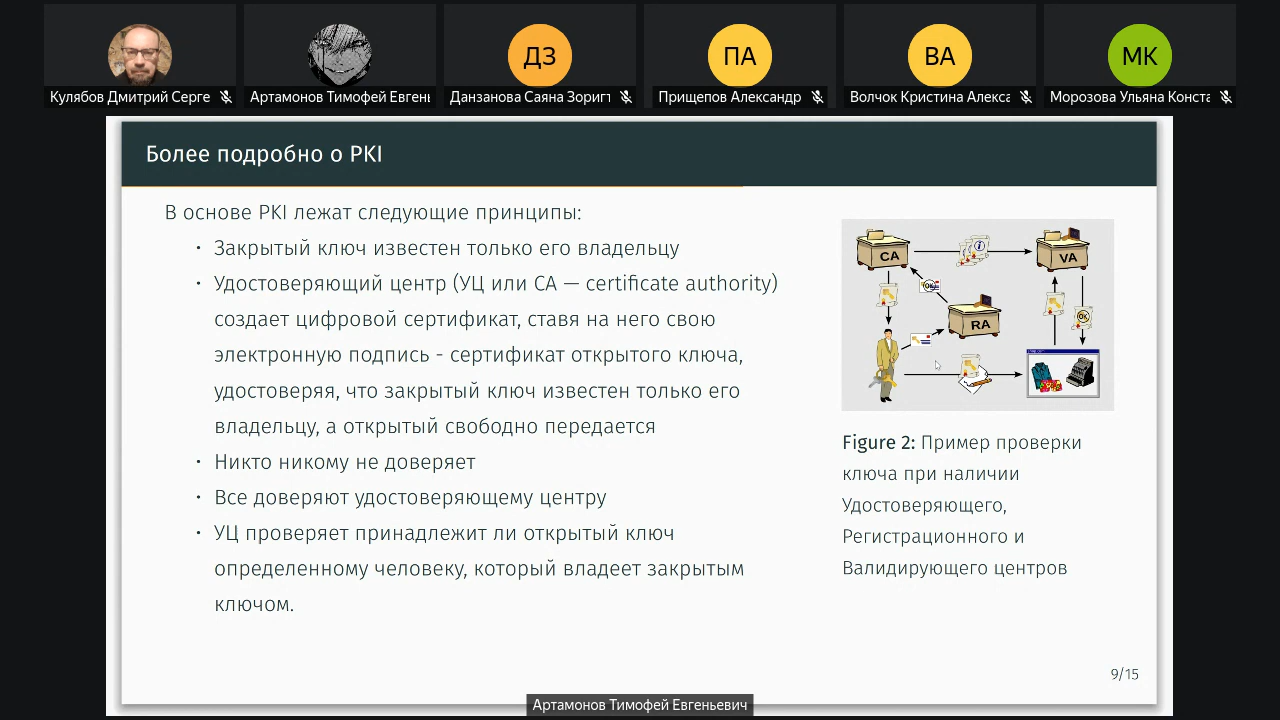 Кулябов Дмитрий Серге
Артамонов Тимофей Евгень
Данзанова Саяна Зориг
Прищепов Александр
Волчок Кристина Алекса
Морозова Ульяна Конста
ДЗ
ПА
ВА
МК
Более подробно о PKI
В основе PKI лежат следующие принципы:
• Закрытый ключ известен только его владельцу
• Удостоверяющий центр (УЦ или CA — certificate authority)
создает цифровой сертификат, ставя на него свою
электронную подпись - сертификат открытого ключа,
удостоверяя, что закрытый ключ известен только его
владельцу, а открытый свободно передается
• Никто никому не доверяет
• Все доверяют удостоверяющему центру
• УЦ проверяет принадлежит ли открытый ключ
определенному человеку, который владеет закрытым
ключом.
CA
VA
RA
OK
OK
Figure 2: Пример проверки
ключа при наличии
Удостоверяющего,
Регистрационного и
Валидирующего центров
9/15
Артамонов Тимофей Евгеньевич